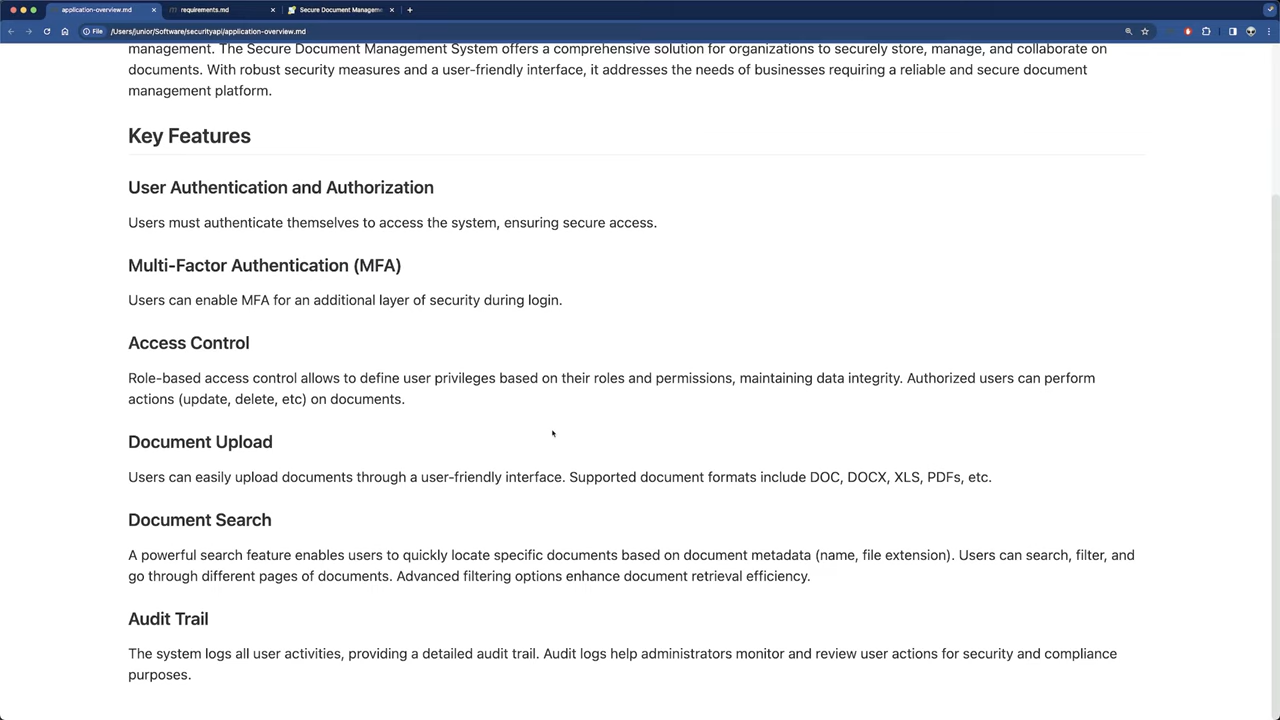 application-overview.md
requirements.md
Secure Document Managem
File
/Users/junior/Software/securityapi/application-overview.md
management. The Secure Document Management System offers a comprehensive solution for organizations to securely store, manage, and collaborate on
documents. With robust security measures and a user-friendly interface, it addresses the needs of businesses requiring a reliable and secure document
management platform.
Key Features
User Authentication and Authorization
Users must authenticate themselves to access the system, ensuring secure access.
Multi-Factor Authentication (MFA)
Users can enable MFA for an additional layer of security during login.
Access Control
Role-based access control allows to define user privileges based on their roles and permissions, maintaining data integrity. Authorized users can perform
actions (update, delete, etc) on documents.
Document Upload
Users can easily upload documents through a user-friendly interface. Supported document formats include DOC, DOCX, XLS, PDFs, etc.
Document Search
A powerful search feature enables users to quickly locate specific documents based on document metadata (name, file extension). Users can search, filter, and
go through different pages of documents. Advanced filtering options enhance document retrieval efficiency.
Audit Trail
The system logs all user activities, providing a detailed audit trail. Audit logs help administrators monitor and review user actions for security and compliance
purposes.